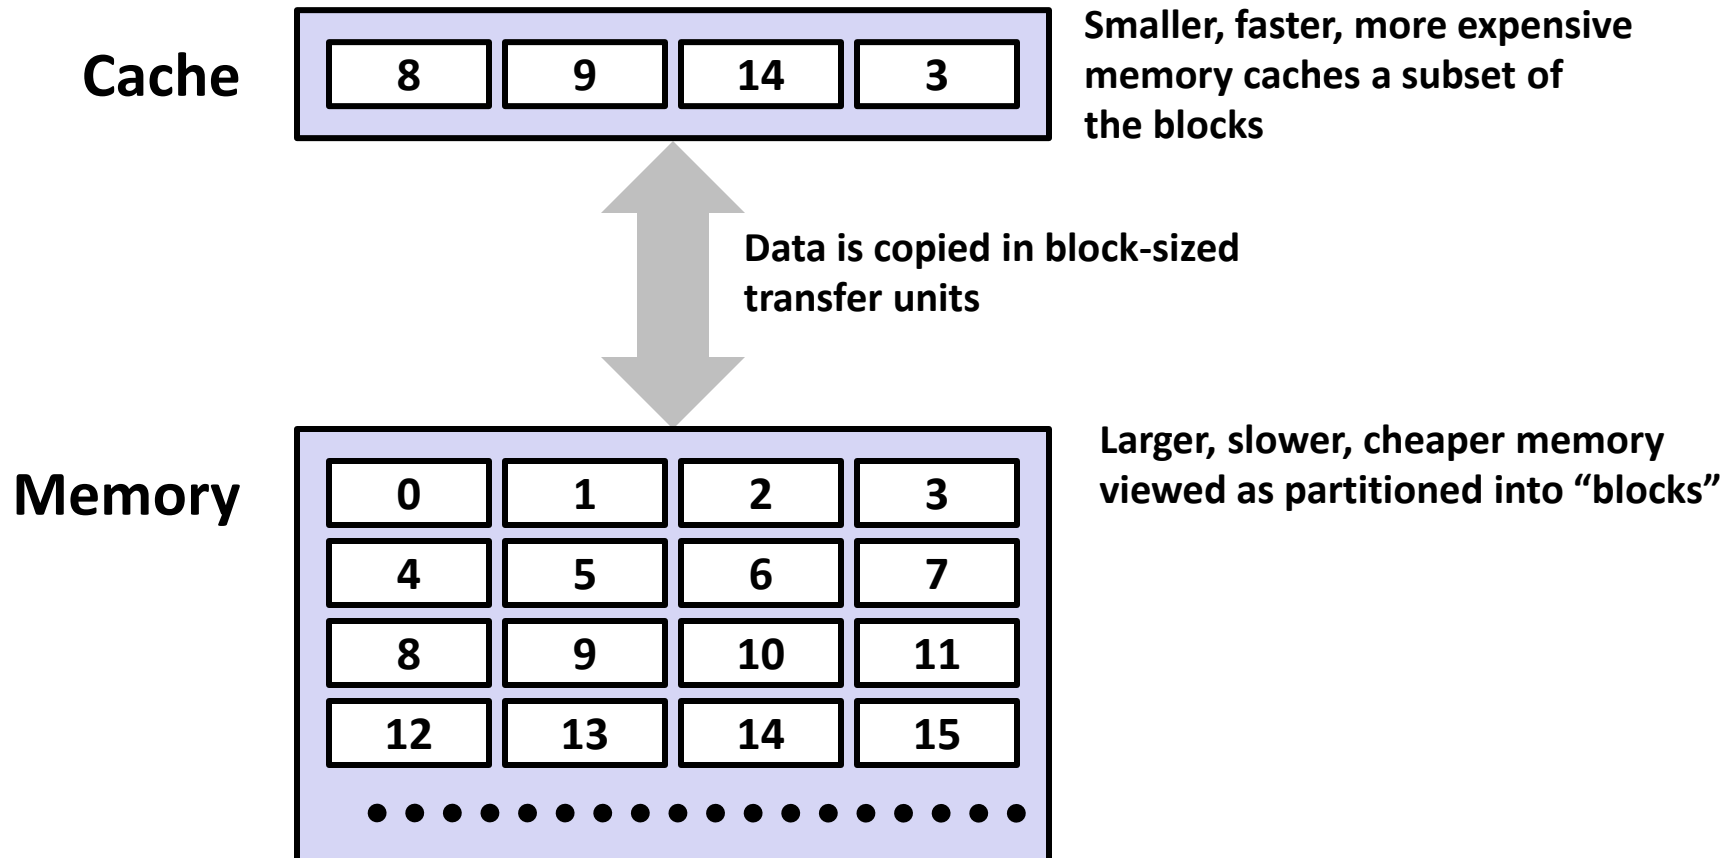 Cache
8 9 14 3
Smaller, faster, more expensive
memory caches a subset of
the blocks
Data is copied in block-sized
transfer units
Memory
0 1 2 3
4 5 6 7
8 9 10 11
12 13 14 15
Larger, slower, cheaper memory
viewed as partitioned into “blocks”